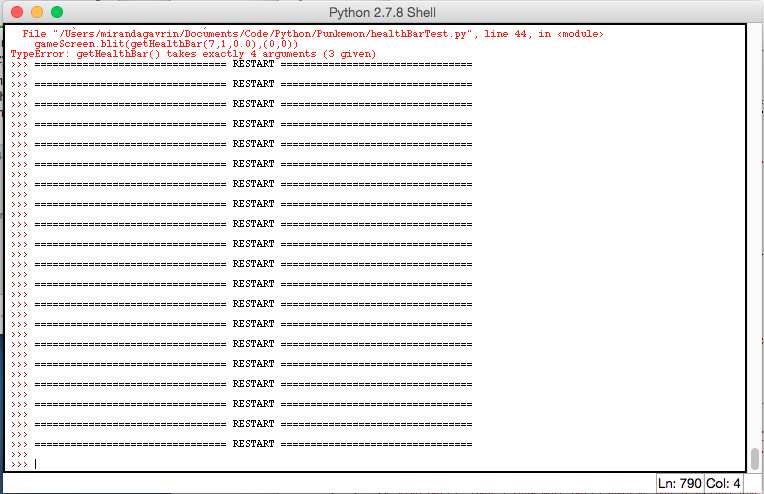 Python 2.7.8 Shell
File "/Users/mirandagavrin/Documents/Code/Python/Punkemon/healthBarTest.py", line 44, in <module>
gameScreen.blit(getHealthBar(7,1,0.0),(0,0))
TypeError: getHealthBar() takes exactly 4 arguments (3 given)
>>> ================================ RESTART ================================
>>>
>>> ================================ RESTART ================================
>>>
>>> ================================ RESTART ================================
>>>
>>> ================================ RESTART ================================
>>>
>>> ================================ RESTART ================================
>>>
>>> ================================ RESTART ================================
>>>
>>> ================================ RESTART ================================
>>>
>>> ================================ RESTART ================================
>>>
>>> ================================ RESTART ================================
>>>
>>> ================================ RESTART ================================
>>>
>>> ================================ RESTART ================================
>>>
>>> ================================ RESTART ================================
>>>
>>> ================================ RESTART ================================
>>>
>>> ================================ RESTART ================================
>>>
>>> ================================ RESTART ================================
>>>
>>> ================================ RESTART ================================
>>>
>>> ================================ RESTART ================================
>>>
>>> ================================ RESTART ================================
>>>
>>> ================================ RESTART ================================
>>>
>>> ================================ RESTART ================================
>>>
>>>
Ln: 790 Col: 4